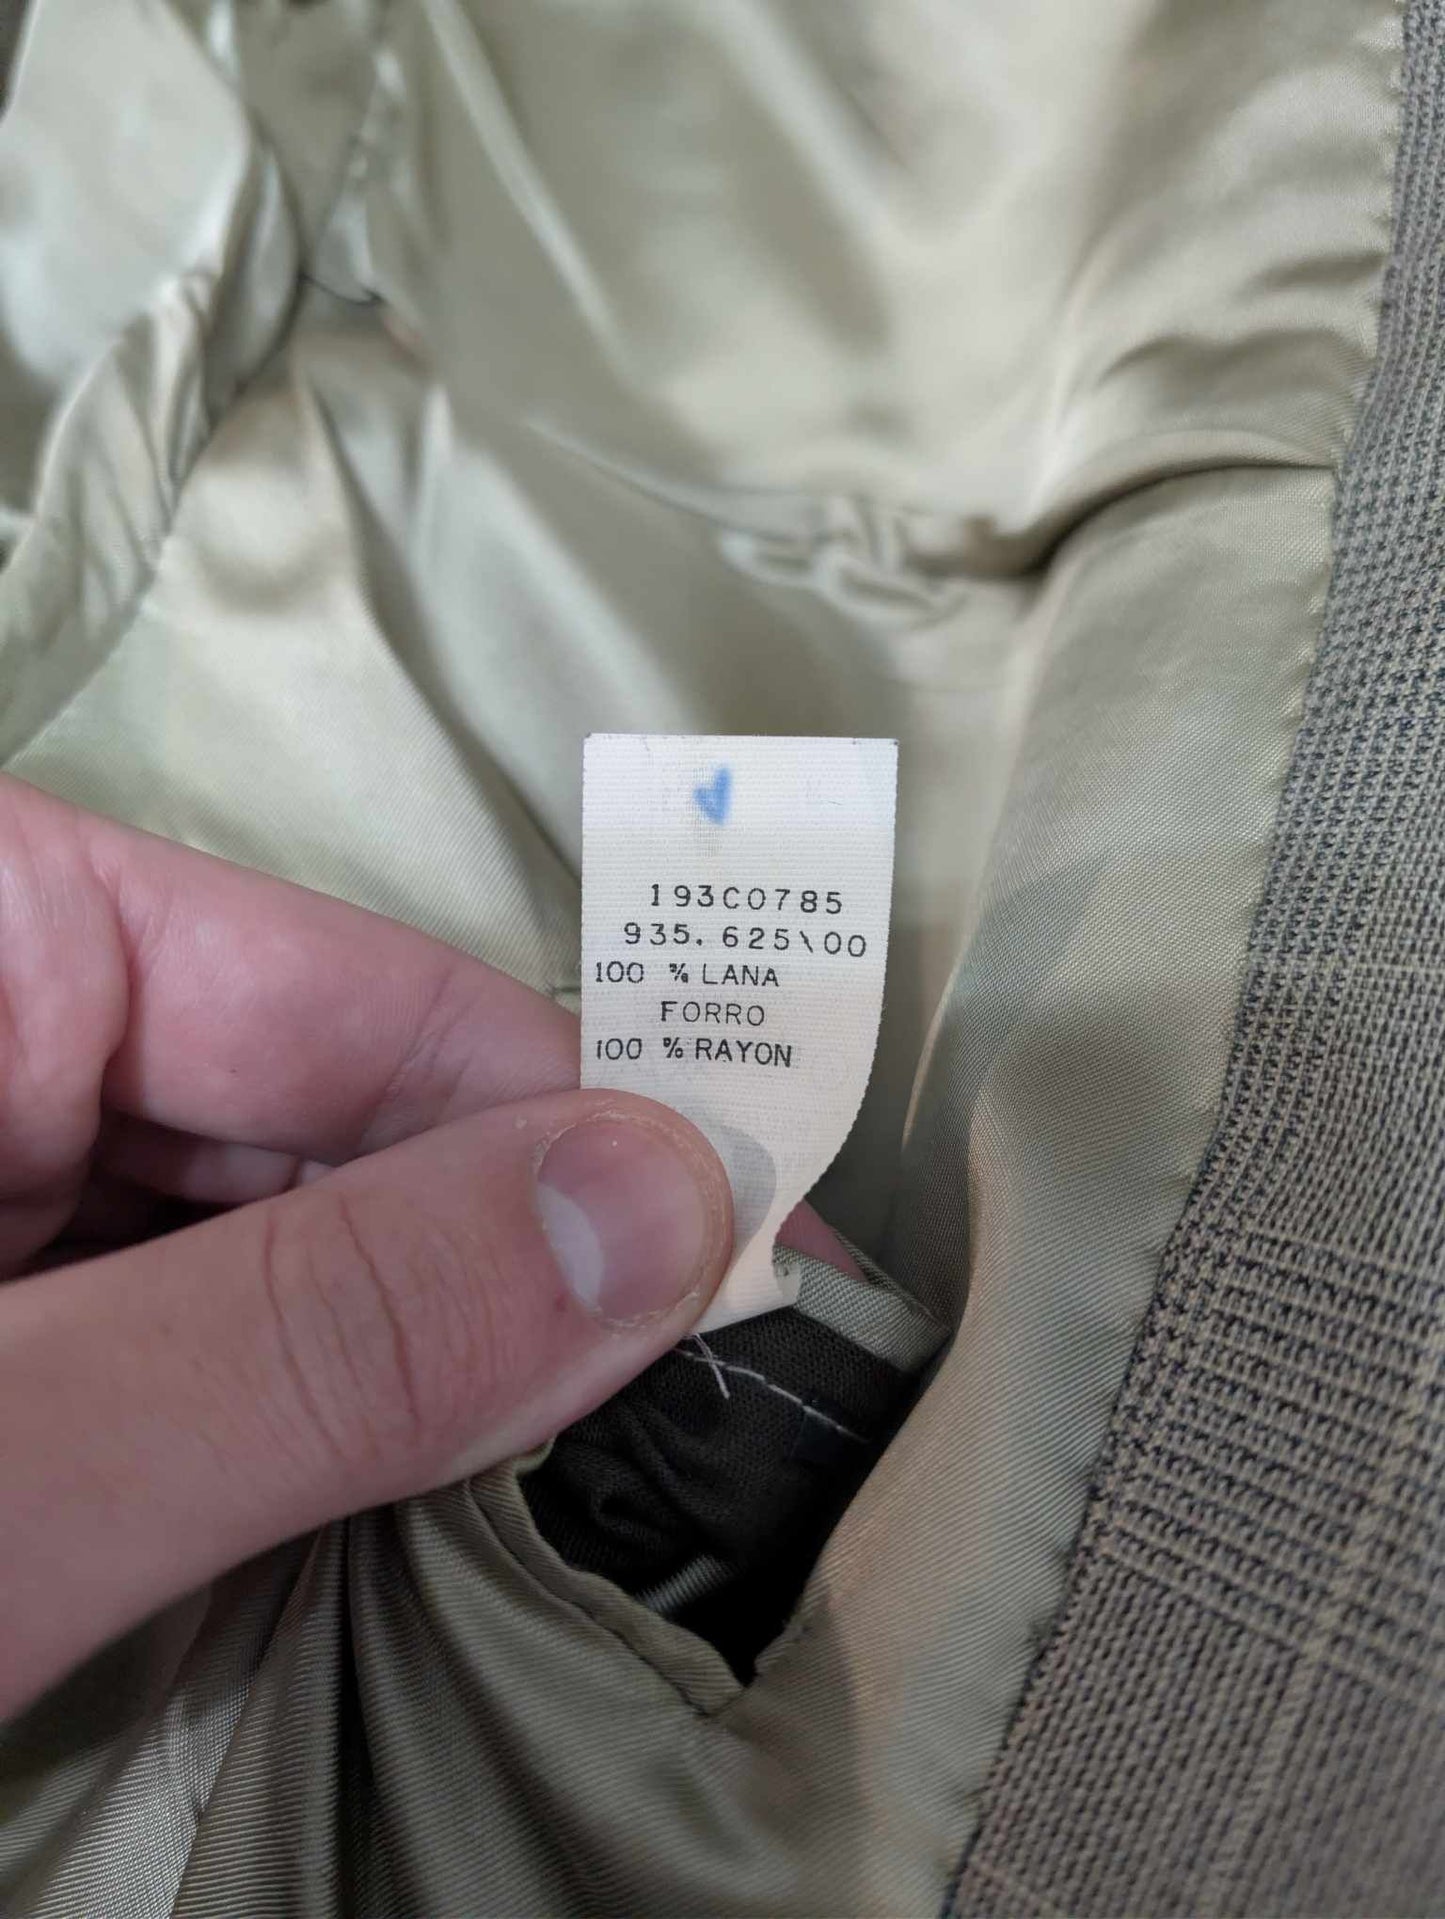 193C0785
935.625\00
100 % LANA
FORRO
100 % RAYON